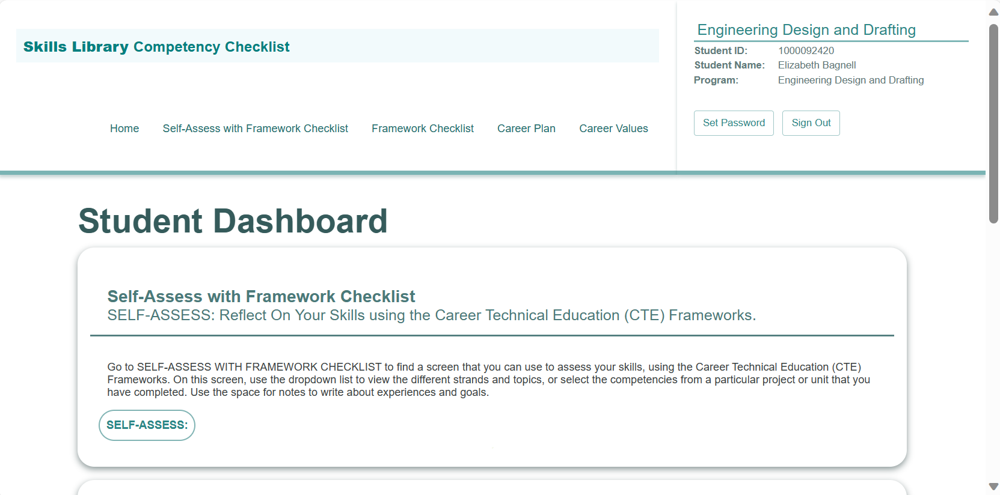 Skills Library Competency Checklist
Home Self-Assess with Framework Checklist Framework Checklist Career Plan Career Values
Engineering Design and Drafting
Student ID: 1000092420
Student Name: Elizabeth Bagnell
Program: Engineering Design and Drafting
Set Password Sign Out
Student Dashboard
Self-Assess with Framework Checklist
SELF-ASSESS: Reflect On Your Skills using the Career Technical Education (CTE) Frameworks.
Go to SELF-ASSESS WITH FRAMEWORK CHECKLIST to find a screen that you can use to assess your skills, using the Career Technical Education (CTE)
Frameworks. On this screen, use the dropdown list to view the different strands and topics, or select the competencies from a particular project or unit that you
have completed. Use the space for notes to write about experiences and goals.
SELF-ASSESS: